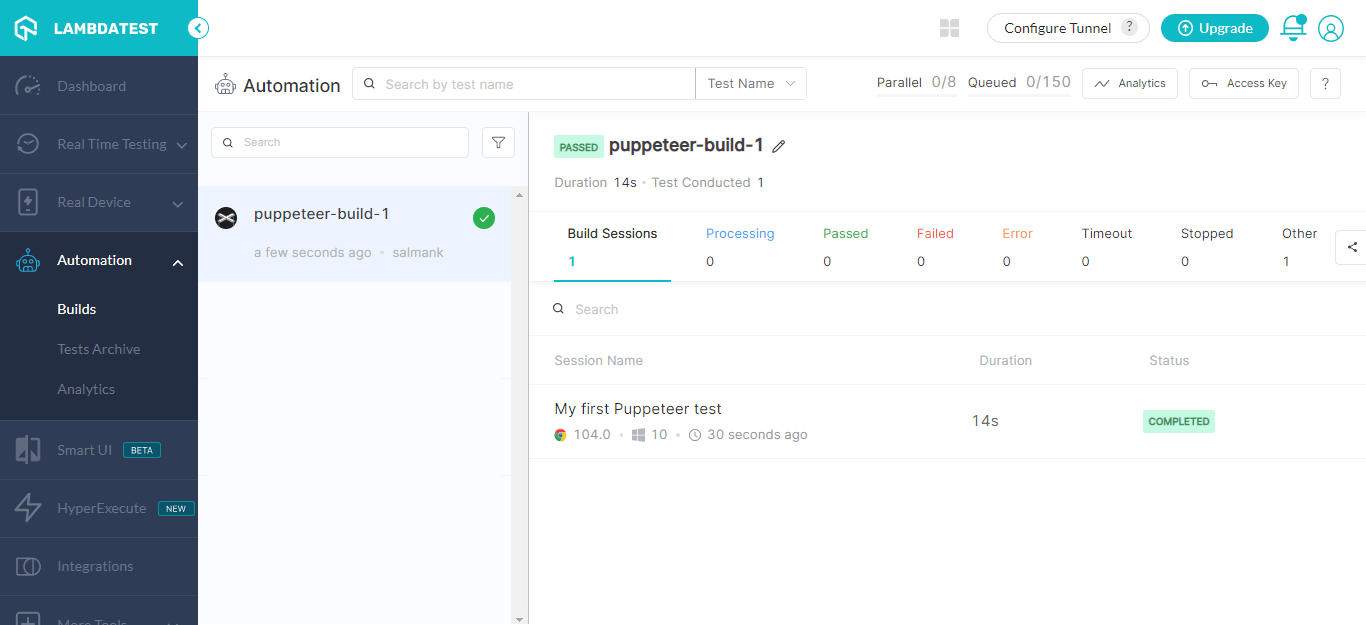 LAMBDATEST
Configure Tunnel ?
Upgrade
Dashboard
Real Time Testing
Real Device
Automation
Builds
Tests Archive
Analytics
Smart UI BETA
HyperExecute NEW
Integrations
More Tools
Automation
Search by test name
Test Name
Parallel 0/8 Queued 0/150
Analytics
Access Key
?
Search
puppeteer-build-1
a few seconds ago • salmank
PASSED puppeteer-build-1
Duration 14s • Test Conducted 1
Build Sessions Processing Passed Failed Error Timeout Stopped Other
1 0 0 0 0 0 0 1
Search
Session Name Duration Status
My first Puppeteer test
104.0 • 10 • 30 seconds ago
14s
COMPLETED